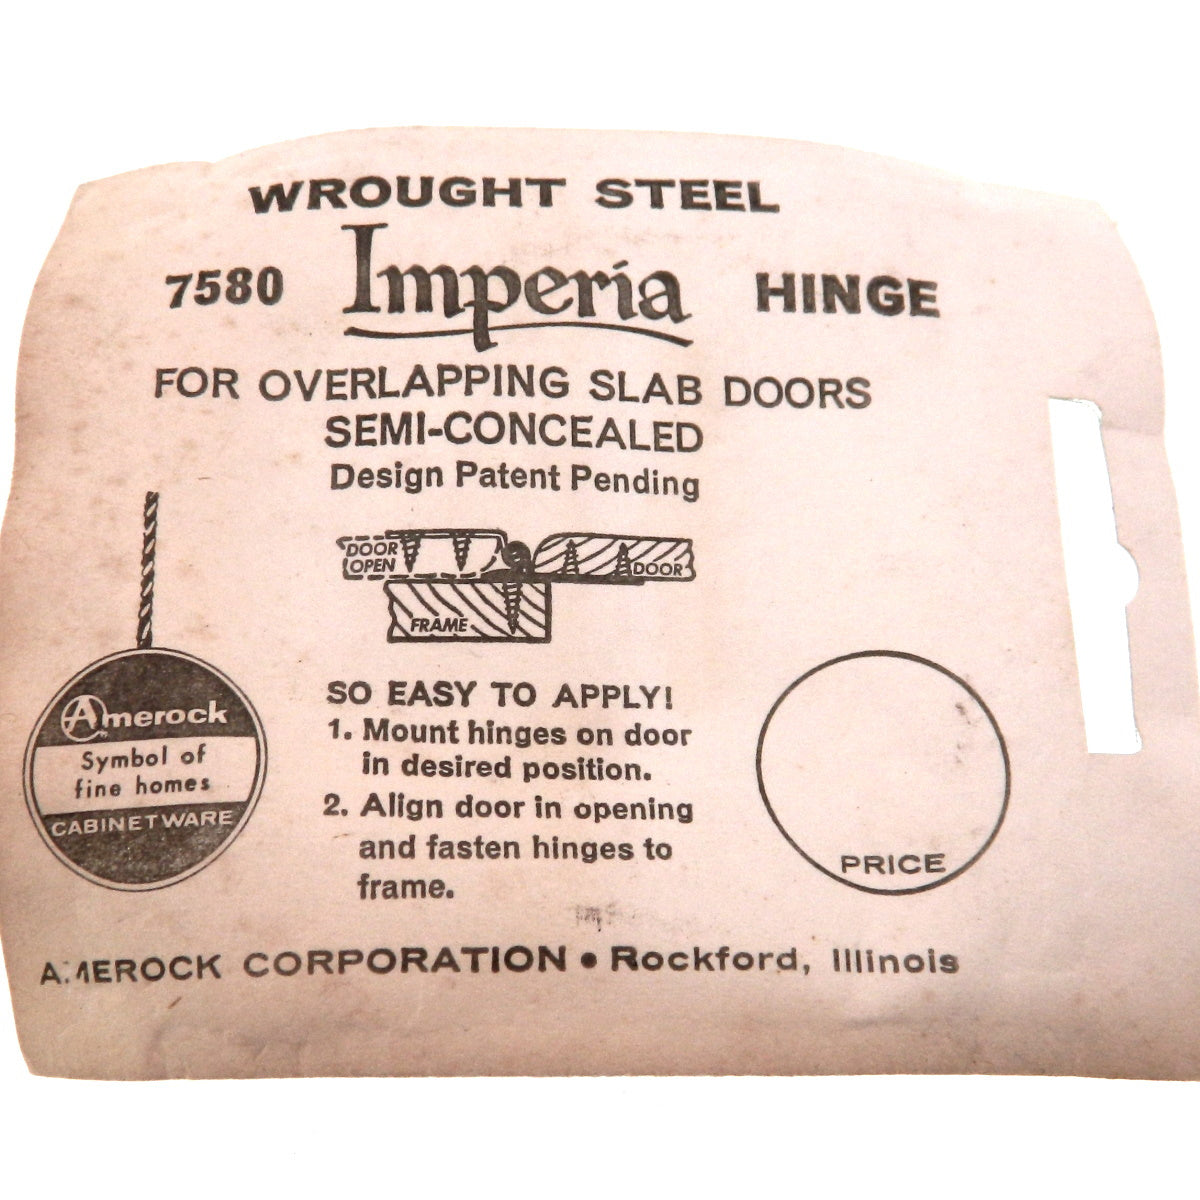 WROUGHT STEEL
7580 Imperia HINGE
FOR OVERLAPPING SLAB DOORS
SEMI-CONCEALED
Design Patent Pending
DOOR
OPEN
DOOR
FRAME
Amerock
Symbol of
fine homes
CABINETWARE
SO EASY TO APPLY!
1. Mount hinges on door
in desired position.
2. Align door in opening
and fasten hinges to
frame.
PRICE
AMEROCK CORPORATION • Rockford, Illinois